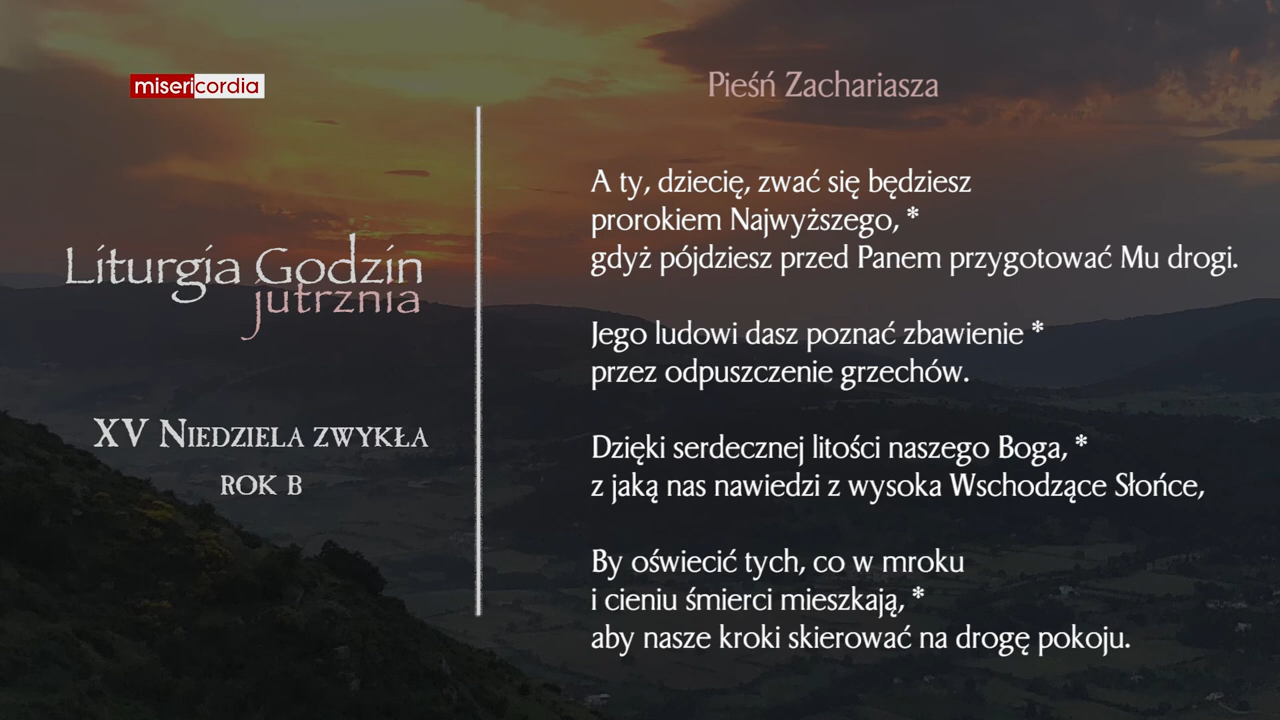 misericordia
Liturgia Godzin
jutrznia
XV Niedziela zwykła
rok B
Pieśń Zachariasza
A ty, dziecię, zwać się będziesz
prorokiem Najwyższego, *
gdyż pójdziesz przed Panem przygotować Mu drogi.
Jego ludowi dasz poznać zbawienie *
przez odpuszczenie grzechów.
Dzięki serdecznej litości naszego Boga, *
z jaką nas nawiedzi z wysoka Wschodzące Słońce,
By oświecić tych, co w mroku
i cieniu śmierci mieszkają, *
aby nasze kroki skierować na drogę pokoju.